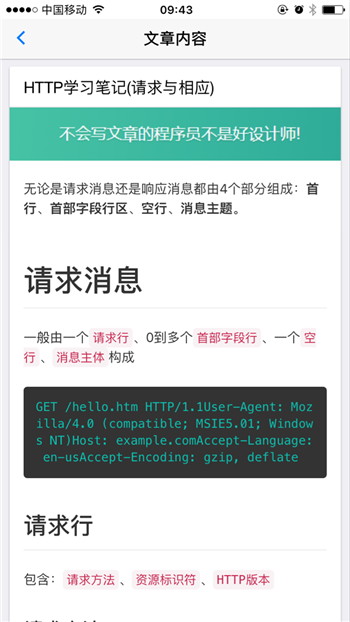 中国移动 09:43
文章内容
HTTP学习笔记(请求与相应)
不会写文章的程序员不是好设计师!
无论是请求消息还是响应消息都由4个部分组成：首
行、首部字段行区、空行、消息主题。
请求消息
一般由一个 请求行 、0到多个 首部字段行 、一个 空
行 、 消息主体 构成
GET /hello.htm HTTP/1.1User-Agent: Moz
illa/4.0 (compatible; MSIE5.01; Window
s NT)Host: example.comAccept-Language:
en-usAccept-Encoding: gzip, deflate
请求行
包含： 请求方法 、 资源标识符 、 HTTP版本